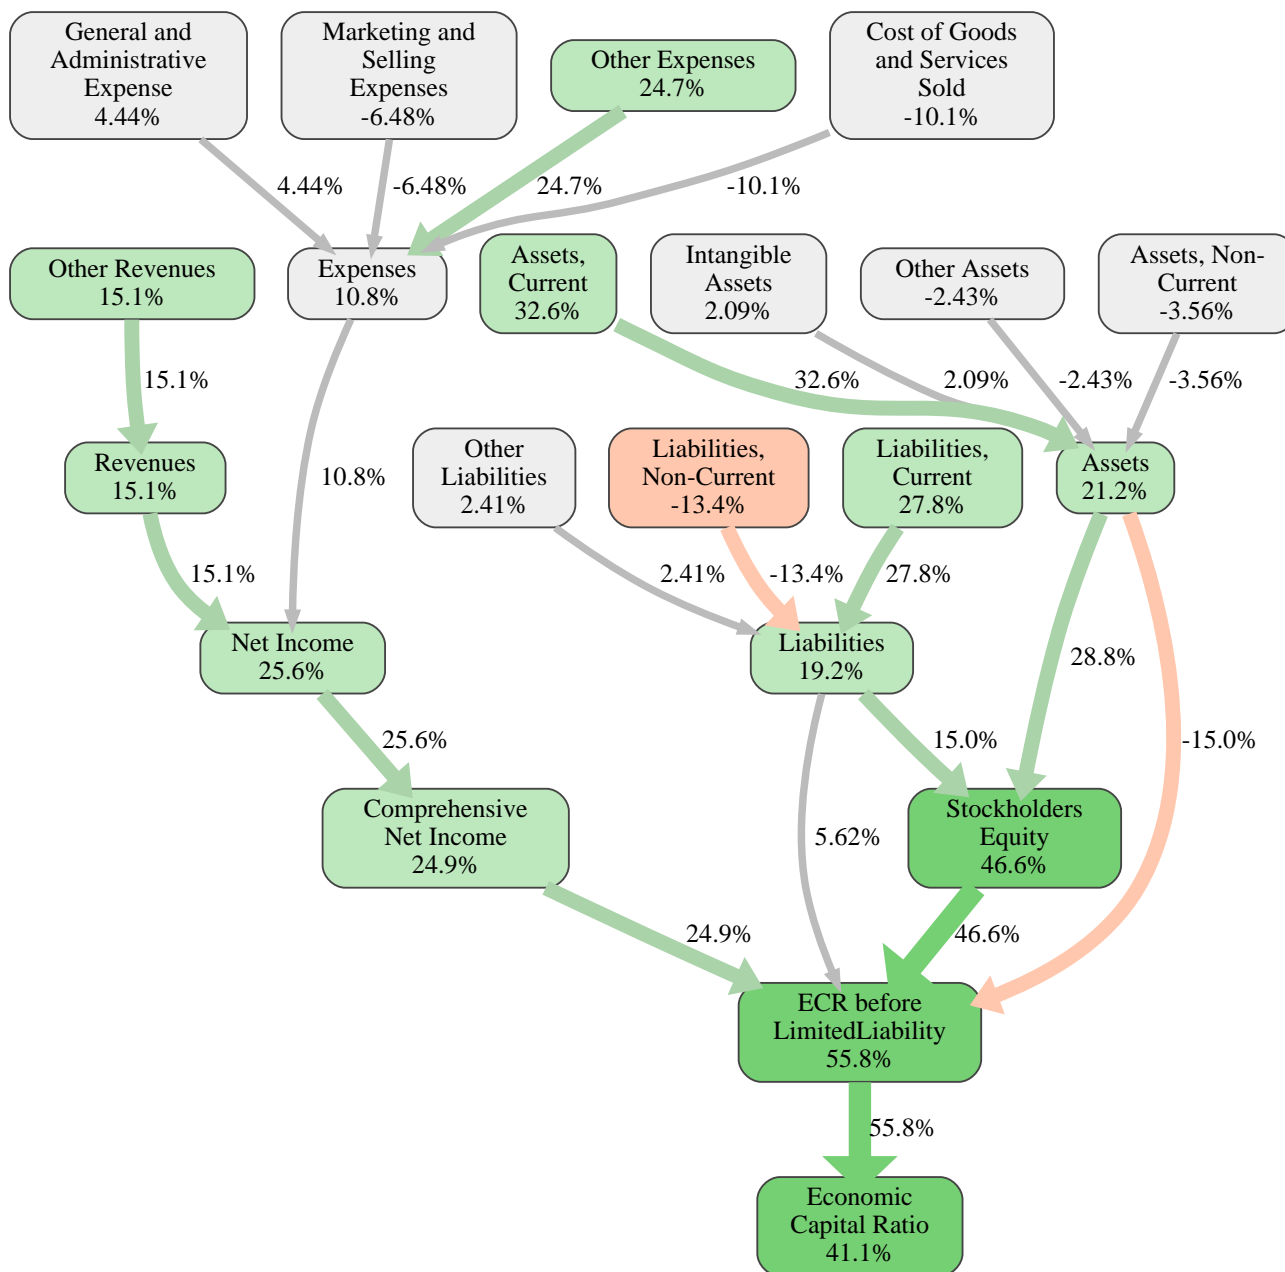 General and
Administrative
Expense
4.44%
Marketing and
Selling
Expenses
-6.48%
Other Expenses
24.7%
Cost of Goods
and Services
Sold
-10.1%
4.44%
-6.48%
24.7%
-10.1%
Other Revenues
15.1%
Expenses
10.8%
Assets,
Current
32.6%
Intangible
Assets
2.09%
Other Assets
-2.43%
Assets, Non-
Current
-3.56%
15.1%
32.6%
2.09%
-2.43%
-3.56%
Revenues
15.1%
10.8%
Other
Liabilities
2.41%
Liabilities,
Non-Current
-13.4%
Liabilities,
Current
27.8%
Assets
21.2%
15.1%
2.41%
-13.4%
27.8%
Net Income
25.6%
Liabilities
19.2%
28.8%
25.6%
15.0%
-15.0%
Comprehensive
Net Income
24.9%
5.62%
Stockholders
Equity
46.6%
24.9%
46.6%
ECR before
LimitedLiability
55.8%
55.8%
Economic
Capital Ratio
41.1%